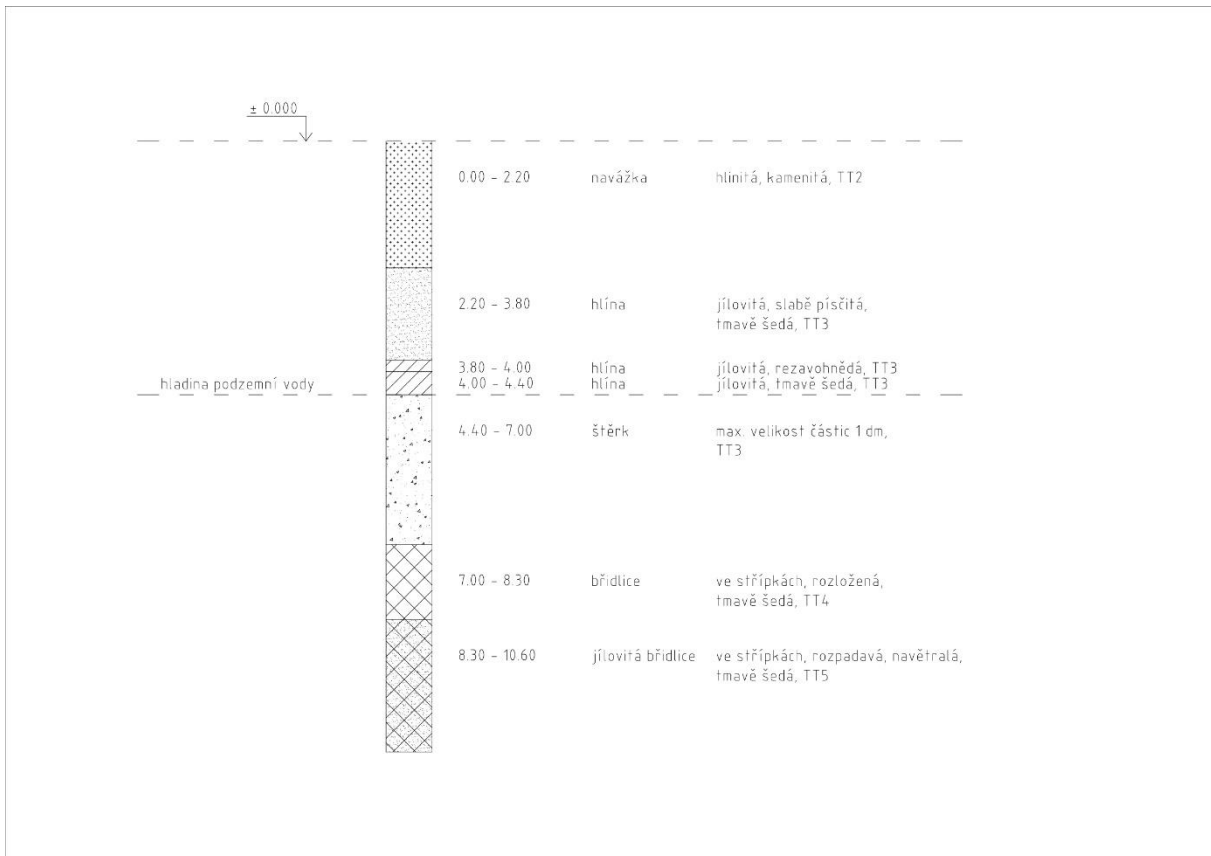 ± 0.000
0.00 - 2.20 navážka hlinitá, kamenitá, TT2
2.20 - 3.80 hlína jílovitá, slabě písčitá,
tmavě šedá, TT3
3.80 - 4.00 hlína jílovitá, rezavohnědá, TT3
hladina podzemní vody 4.00 - 4.40 hlína jílovitá, tmavě šedá, TT3
4.40 - 7.00 štěrk max. velikost částic 1 dm,
TT3
7.00 - 8.30 břidlice ve střípkách, rozložená,
tmavě šedá, TT4
8.30 - 10.60 jílovitá břidlice ve střípkách, rozpadavá, navětralá,
tmavě šedá, TT5